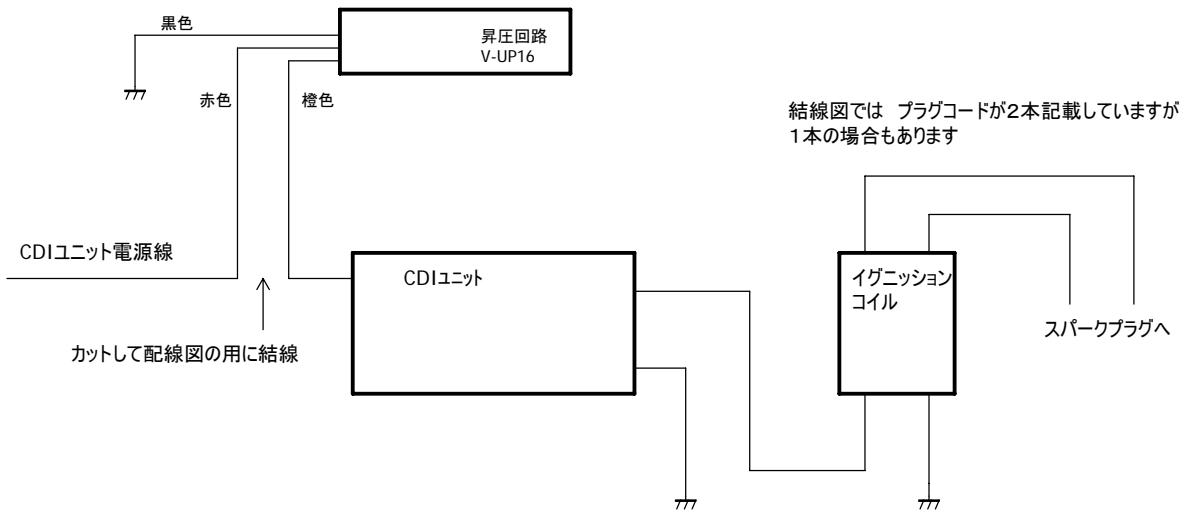 黒色
昇圧回路
V-UP16
赤色
橙色
結線図では プラグコードが2本記載していますが
1本の場合もあります
CDIユニット電源線
CDIユニット
イグニッション
コイル
スパークプラグへ
カットして配線図の用に結線